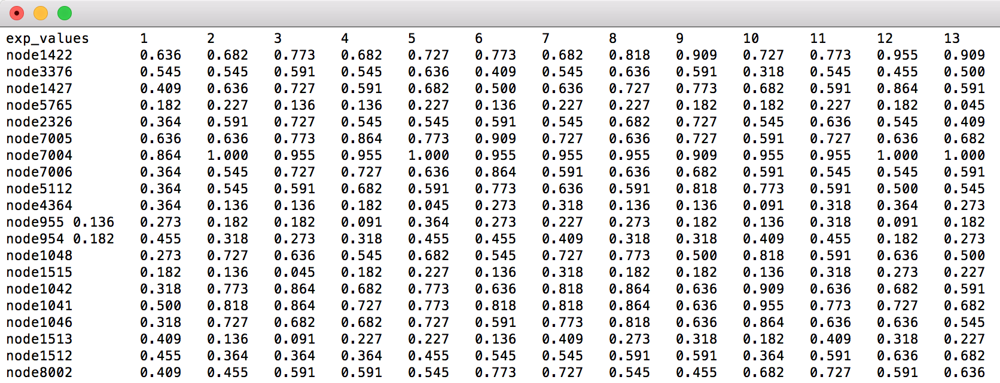 exp_values 1 2 3 4 5 6 7 8 9 10 11 12 13
node1422 0.636 0.682 0.773 0.682 0.727 0.773 0.682 0.818 0.909 0.727 0.773 0.955 0.909
node3376 0.545 0.545 0.591 0.545 0.636 0.409 0.545 0.636 0.591 0.318 0.545 0.455 0.500
node1427 0.409 0.636 0.727 0.591 0.682 0.500 0.636 0.727 0.773 0.682 0.591 0.864 0.591
node5765 0.182 0.227 0.136 0.136 0.227 0.136 0.227 0.227 0.182 0.182 0.227 0.182 0.045
node2326 0.364 0.591 0.727 0.545 0.545 0.591 0.545 0.682 0.727 0.545 0.636 0.545 0.409
node7005 0.636 0.636 0.773 0.864 0.773 0.909 0.727 0.636 0.727 0.591 0.727 0.636 0.682
node7004 0.864 1.000 0.955 0.955 1.000 0.955 0.955 0.955 0.909 0.955 0.955 1.000 1.000
node7006 0.364 0.545 0.727 0.727 0.636 0.864 0.591 0.636 0.682 0.591 0.545 0.545 0.591
node5112 0.364 0.545 0.591 0.682 0.591 0.773 0.636 0.591 0.818 0.773 0.591 0.500 0.545
node4364 0.364 0.136 0.136 0.182 0.045 0.273 0.318 0.136 0.136 0.091 0.318 0.364 0.273
node955 0.136 0.273 0.182 0.182 0.091 0.364 0.273 0.227 0.273 0.182 0.136 0.318 0.091 0.182
node954 0.182 0.455 0.318 0.273 0.318 0.455 0.455 0.409 0.318 0.318 0.409 0.455 0.182 0.273
node1048 0.273 0.727 0.636 0.545 0.682 0.545 0.727 0.773 0.500 0.818 0.591 0.636 0.500
node1515 0.182 0.136 0.045 0.182 0.227 0.136 0.318 0.182 0.182 0.136 0.318 0.273 0.227
node1042 0.318 0.773 0.864 0.682 0.773 0.636 0.818 0.864 0.636 0.909 0.636 0.682 0.591
node1041 0.500 0.818 0.864 0.727 0.773 0.818 0.818 0.864 0.636 0.955 0.773 0.727 0.682
node1046 0.318 0.727 0.682 0.682 0.727 0.591 0.773 0.818 0.636 0.864 0.636 0.636 0.545
node1513 0.409 0.136 0.091 0.227 0.227 0.136 0.409 0.273 0.318 0.182 0.409 0.318 0.227
node1512 0.455 0.364 0.364 0.364 0.455 0.545 0.545 0.591 0.591 0.364 0.591 0.636 0.682
node8002 0.409 0.455 0.591 0.591 0.545 0.773 0.727 0.545 0.455 0.682 0.727 0.591 0.636